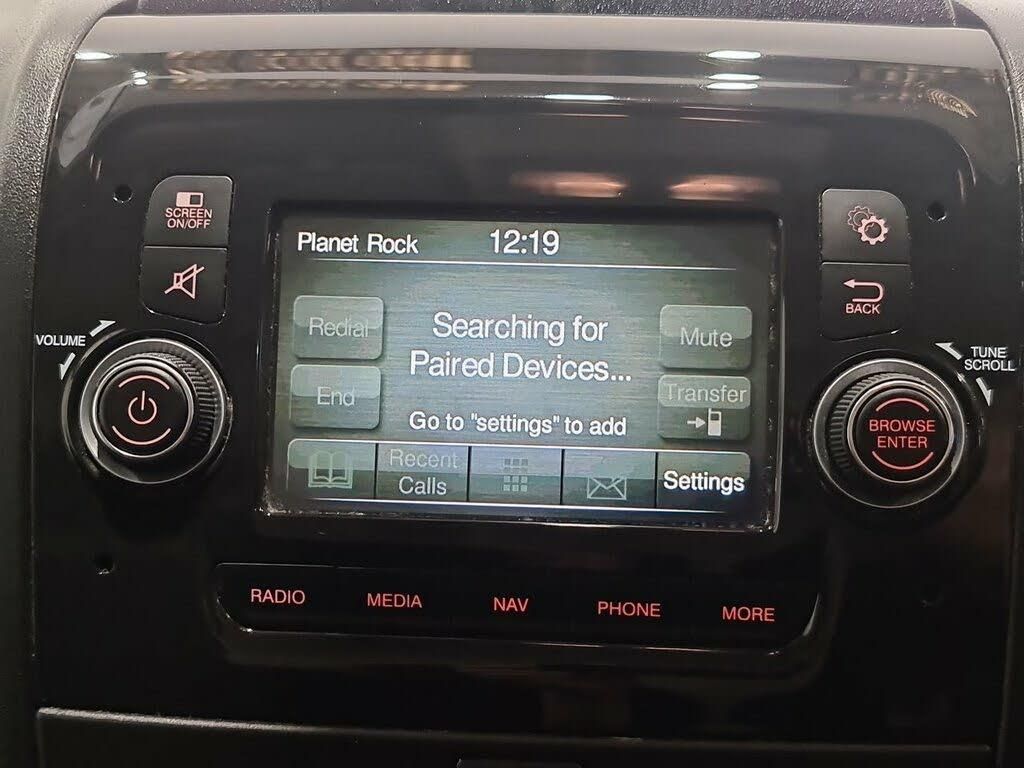 SCREEN
ON/OFF
Planet Rock 12:19
BACK
VOLUME
TUNE
SCROLL
Redial
Searching for
Paired Devices...
Mute
End
Transfer
Go to "settings" to add
BROWSE
ENTER
Recent
Calls
Settings
RADIO MEDIA NAV PHONE MORE